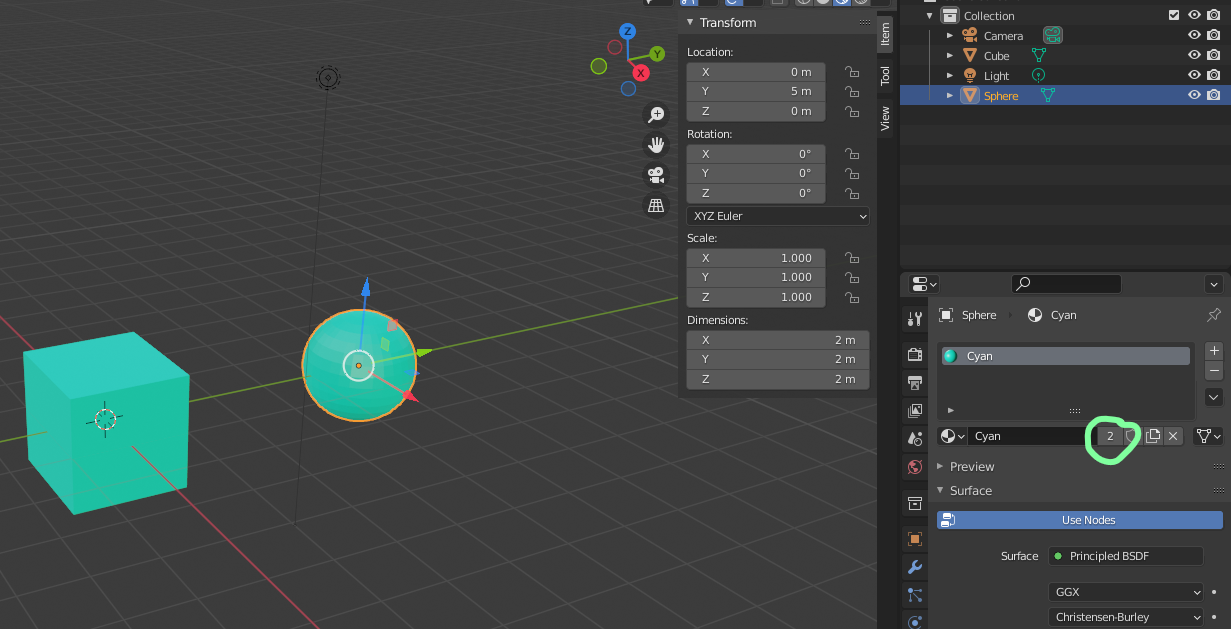 Collection
Camera
Cube
Light
Sphere
Z
Y
X
Transform
Location:
X 0 m
Y 5 m
Z 0 m
Rotation:
X 0°
Y 0°
Z 0°
XYZ Euler
Scale:
X 1.000
Y 1.000
Z 1.000
Dimensions:
X 2 m
Y 2 m
Z 2 m
Item
Tool
View
Sphere Cyan
Cyan
Cyan 2
Preview
Surface
Use Nodes
Surface Principled BSDF
GGX
Christensen-Burley